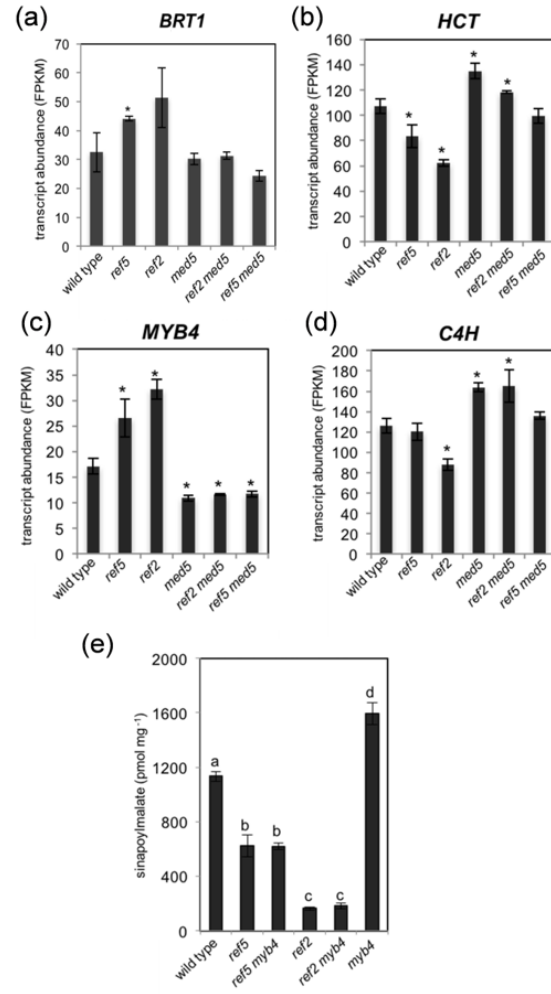 (a)
BRT1
transcript abundance (FPKM)
70
60
50
40
30
20
10
0
*
wild type
ref5
ref2
med5
ref2 med5
ref5 med5
(b)
HCT
transcript abundance (FPKM)
160
140
120
100
80
60
40
20
0
*
*
*
*
wild type
ref5
ref2
med5
ref2 med5
ref5 med5
(c)
MYB4
transcript abundance (FPKM)
40
35
30
25
20
15
10
5
0
*
*
*
*
*
wild type
ref5
ref2
med5
ref2 med5
ref5 med5
(d)
C4H
transcript abundance (FPKM)
200
180
160
140
120
100
80
60
40
20
0
*
*
*
wild type
ref5
ref2
med5
ref2 med5
ref5 med5
(e)
sinapoylmalate (pmol mg -1)
2000
1600
1200
800
400
0
a
b
b
c
c
d
wild type
ref5
ref5 myb4
ref2
ref2 myb4
myb4